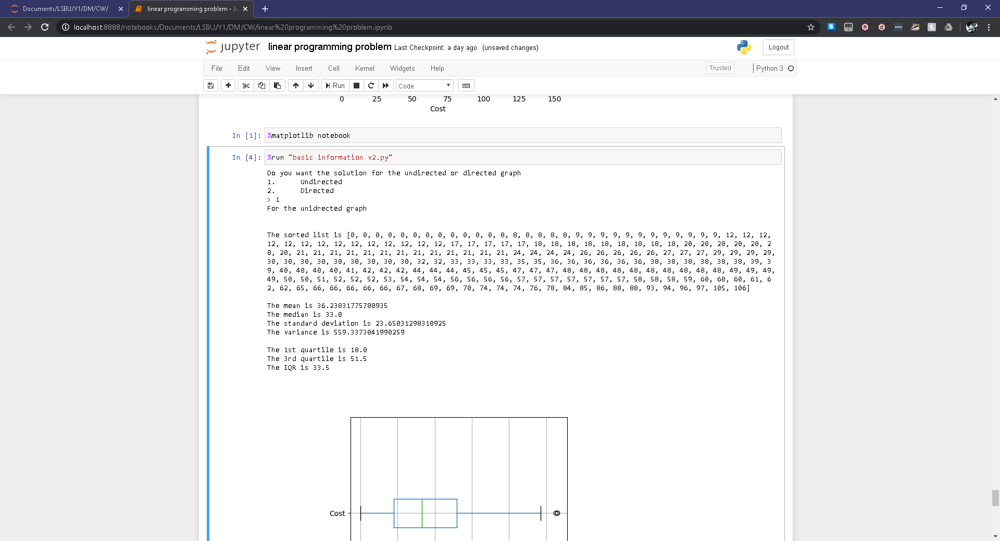 Documents/LSBU/Y1/DM/CW/
linear programming problem - Ju
localhost:8888/notebooks/Documents/LSBU/Y1/DM/CW/linear%20programming%20problem.ipynb
jupyter linear programming problem Last Checkpoint: a day ago (unsaved changes)
Logout
File Edit View Insert Cell Kernel Widgets Help
Trusted
Python 3
Run
Code
0 25 50 75 100 125 150
Cost
In [1]: %matplotlib notebook
In [4]: %run "basic information v2.py"
Do you want the solution for the undirected or directed graph
1. Undirected
2. Directed
> 1
For the unidrected graph
The sorted list is [0, 0, 0, 0, 0, 0, 0, 0, 0, 0, 0, 0, 8, 8, 8, 8, 8, 8, 9, 9, 9, 9, 9, 9, 9, 9, 9, 9, 9, 9, 12, 12, 12,
12, 12, 12, 12, 12, 12, 12, 12, 12, 12, 12, 17, 17, 17, 17, 17, 18, 18, 18, 18, 18, 18, 18, 18, 18, 20, 20, 20, 20, 20, 2
0, 20, 21, 21, 21, 21, 21, 21, 21, 21, 21, 21, 21, 21, 24, 24, 24, 24, 26, 26, 26, 26, 26, 27, 27, 27, 29, 29, 29, 29,
30, 30, 30, 30, 30, 30, 30, 30, 30, 32, 32, 33, 33, 33, 33, 35, 35, 36, 36, 36, 36, 36, 36, 38, 38, 38, 38, 38, 38, 39, 3
9, 40, 40, 40, 40, 41, 42, 42, 42, 44, 44, 44, 45, 45, 45, 47, 47, 47, 48, 48, 48, 48, 48, 48, 48, 48, 48, 48, 49, 49, 49,
49, 50, 50, 51, 52, 52, 52, 53, 54, 54, 54, 56, 56, 56, 56, 57, 57, 57, 57, 57, 57, 57, 58, 58, 58, 59, 60, 60, 60, 61, 6
2, 62, 65, 66, 66, 66, 66, 66, 67, 68, 69, 69, 70, 74, 74, 74, 76, 78, 84, 85, 86, 88, 88, 93, 94, 96, 97, 105, 106]
The mean is 36.23831775700935
The median is 33.0
The standard deviation is 23.65031298310925
The variance is 559.3373041990259
The 1st quartile is 18.0
The 3rd quartile is 51.5
The IQR is 33.5
Cost